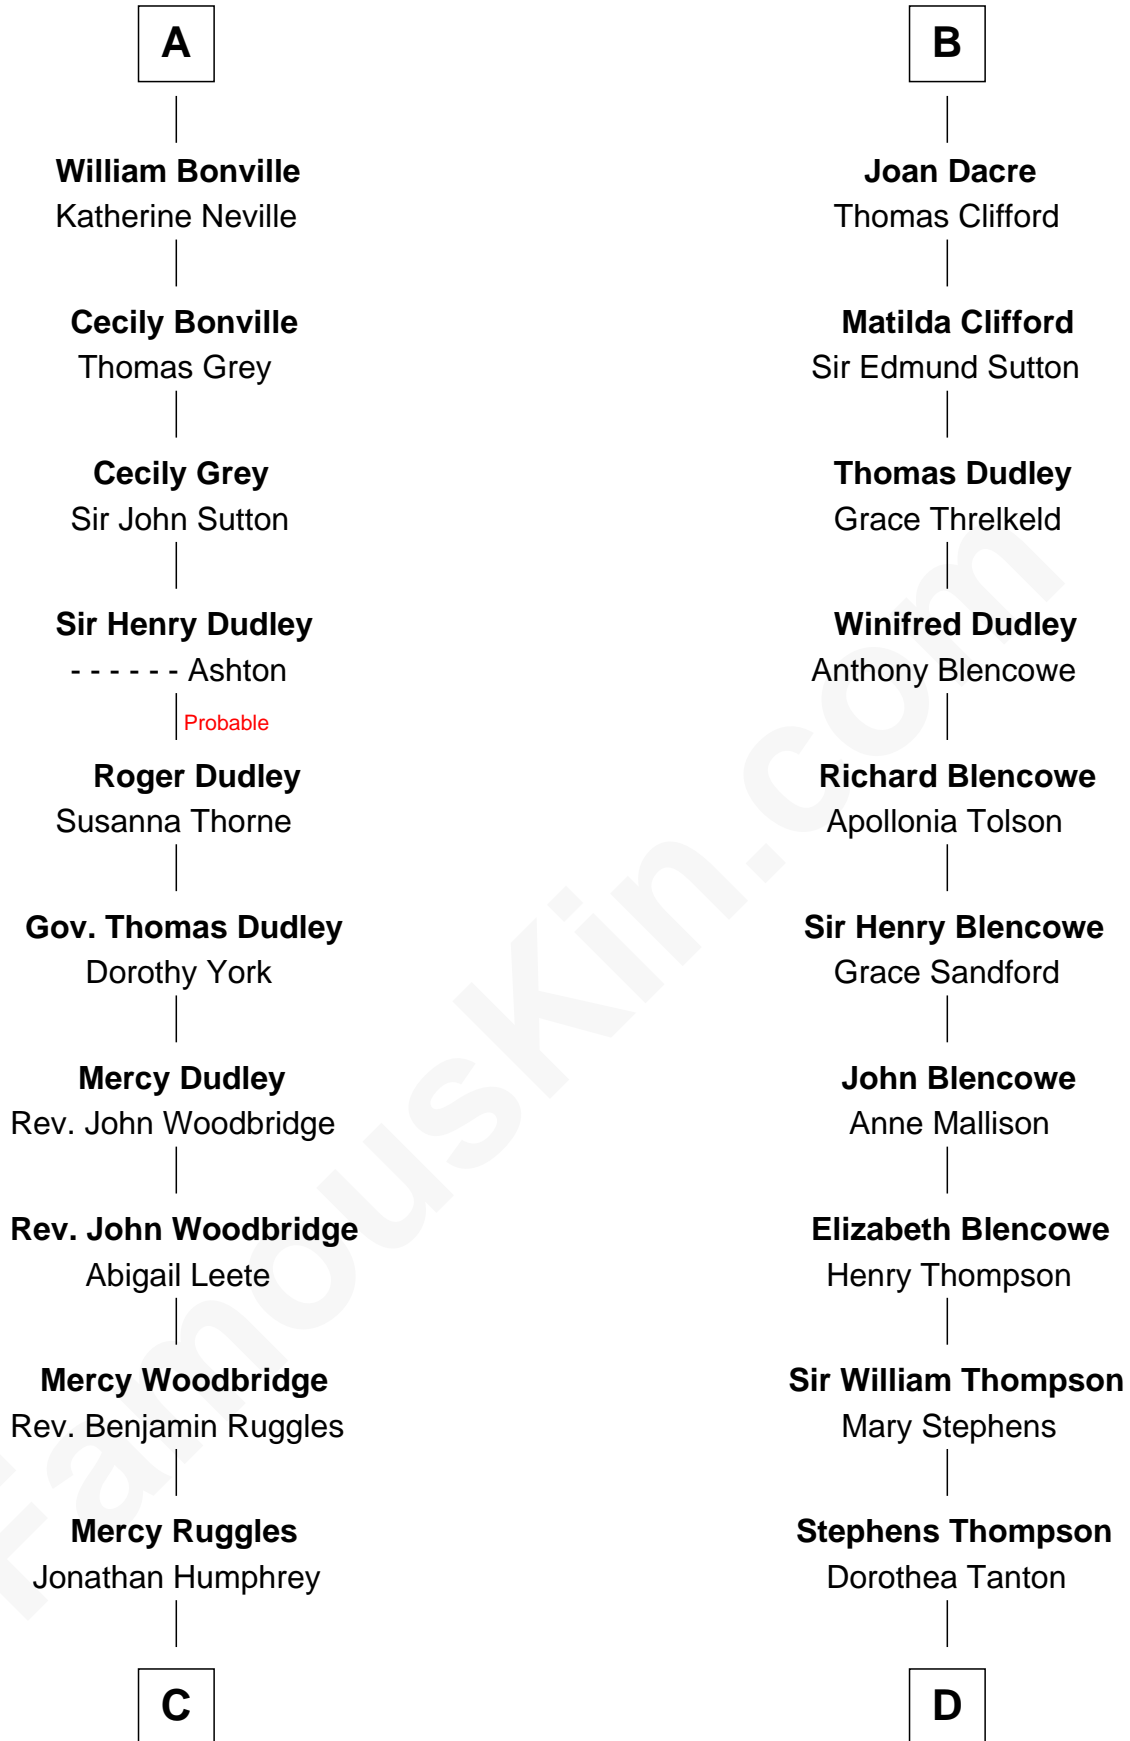 A
William Bonville
Katherine Neville
Cecily Bonville
Thomas Grey
Cecily Grey
Sir John Sutton
Sir Henry Dudley
- - - - - - Ashton
Probable
Roger Dudley
Susanna Thorne
Gov. Thomas Dudley
Dorothy York
Mercy Dudley
Rev. John Woodbridge
Rev. John Woodbridge
Abigail Leete
Mercy Woodbridge
Rev. Benjamin Ruggles
Mercy Ruggles
Jonathan Humphrey
C
B
Joan Dacre
Thomas Clifford
Matilda Clifford
Sir Edmund Sutton
Thomas Dudley
Grace Threlkeld
Winifred Dudley
Anthony Blencowe
Richard Blencowe
Apollonia Tolson
Sir Henry Blencowe
Grace Sandford
John Blencowe
Anne Mallison
Elizabeth Blencowe
Henry Thompson
Sir William Thompson
Mary Stephens
Stephens Thompson
Dorothea Tanton
D
FamousKin.com